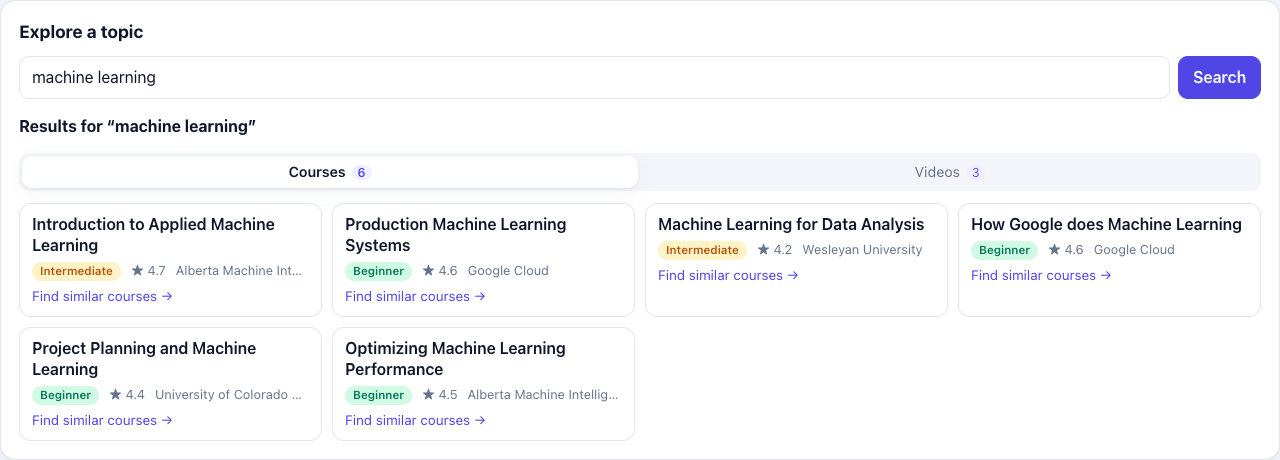 Explore a topic
machine learning
Search
Results for “machine learning”
Courses 6
Videos 3
Introduction to Applied Machine
Learning
Intermediate ★ 4.7 Alberta Machine Int...
Find similar courses →
Production Machine Learning
Systems
Beginner ★ 4.6 Google Cloud
Find similar courses →
Machine Learning for Data Analysis
Intermediate ★ 4.2 Wesleyan University
Find similar courses →
How Google does Machine Learning
Beginner ★ 4.6 Google Cloud
Find similar courses →
Project Planning and Machine
Learning
Beginner ★ 4.4 University of Colorado ...
Find similar courses →
Optimizing Machine Learning
Performance
Beginner ★ 4.5 Alberta Machine Intellig...
Find similar courses →